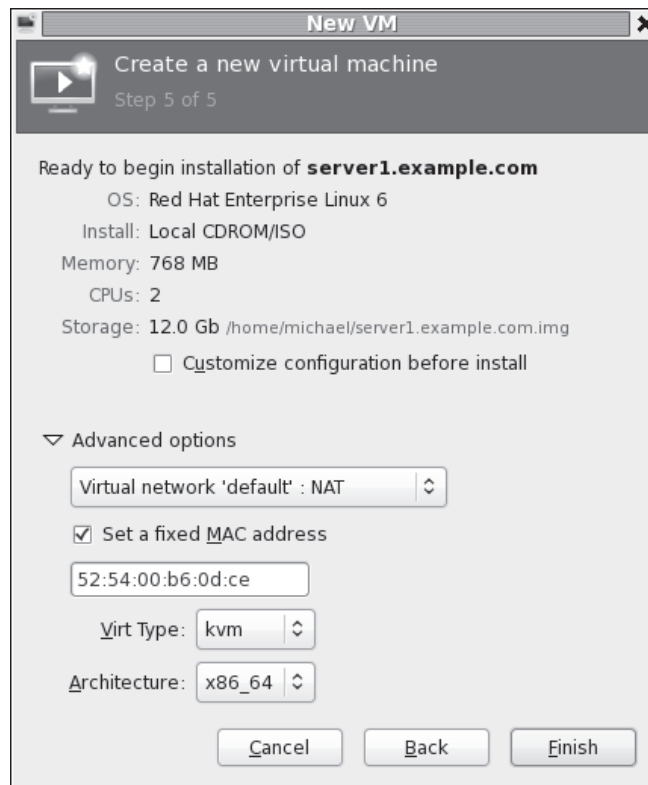 New VM
Create a new virtual machine
Step 5 of 5
Ready to begin installation of server1.example.com
OS: Red Hat Enterprise Linux 6
Install: Local CDROM/ISO
Memory: 768 MB
CPUs: 2
Storage: 12.0 Gb /home/michael/server1.example.com.img
Customize configuration before install
Advanced options
Virtual network 'default' : NAT
Set a fixed MAC address
52:54:00:b6:0d:ce
Virt Type: kvm
Architecture: x86_64
Cancel Back Finish